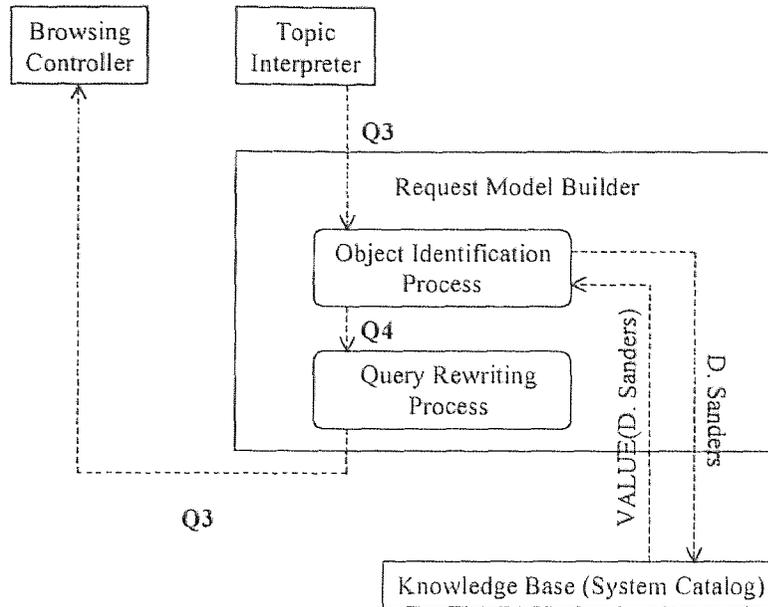 Browsing
Controller
Topic
Interpreter
Q3
Request Model Builder
Object Identification
Process
Q4
Query Rewriting
Process
VALUE(D. Sanders)
D. Sanders
Q3
Knowledge Base (System Catalog)